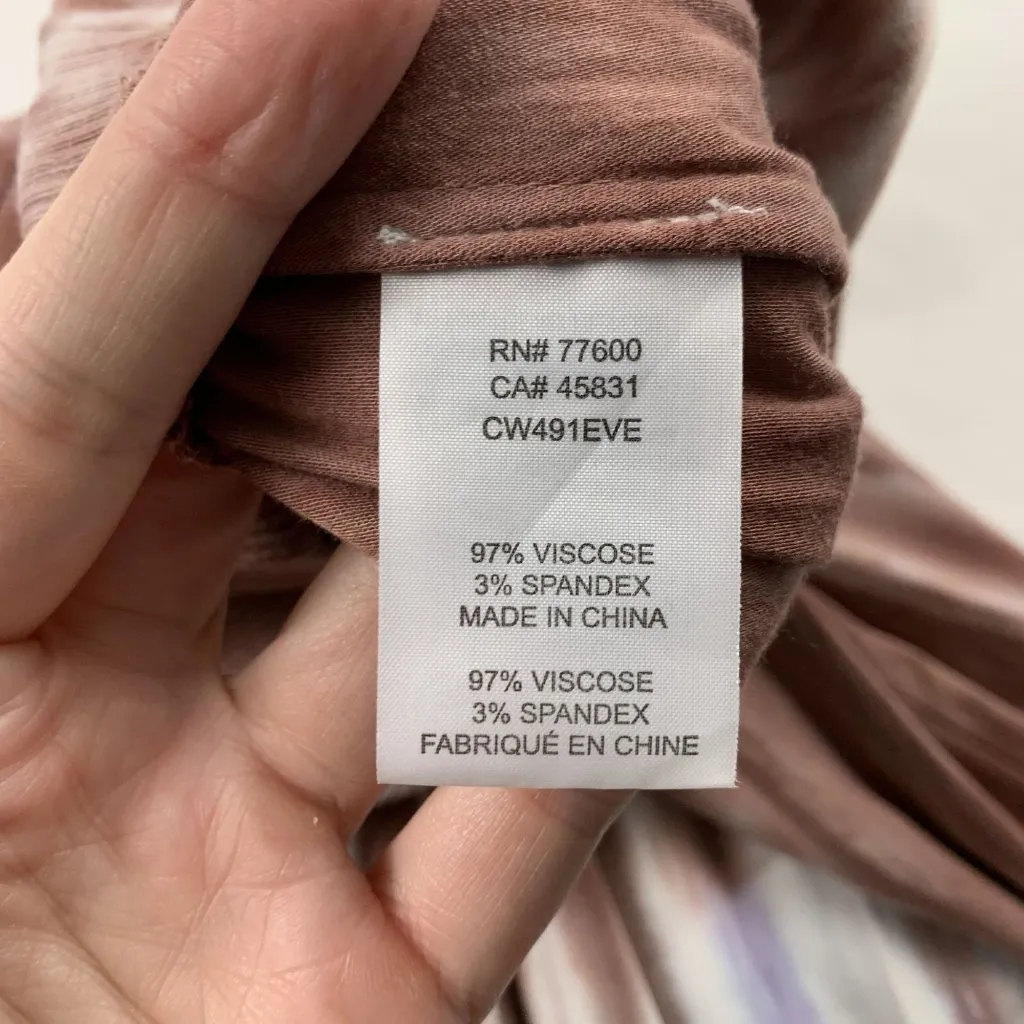 RN# 77600
CA# 45831
CW491EVE
97% VISCOSE
3% SPANDEX
MADE IN CHINA
97% VISCOSE
3% SPANDEX
FABRIQUÉ EN CHINE